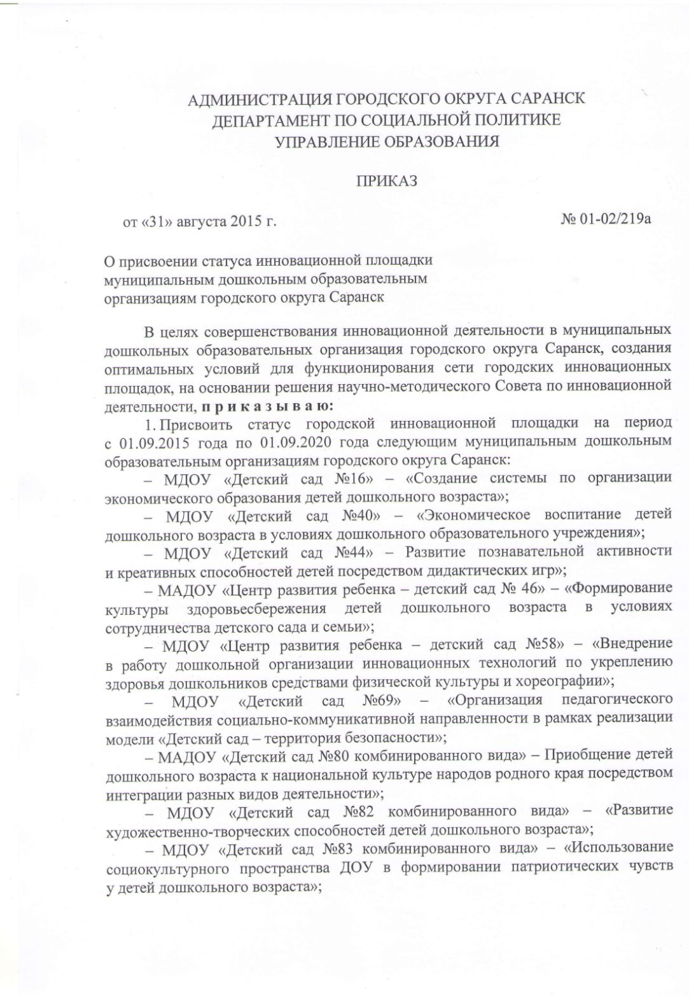 АДМИНИСТРАЦИЯ ГОРОДСКОГО ОКРУГА САРАНСК
ДЕПАРТАМЕНТ ПО СОЦИАЛЬНОЙ ПОЛИТИКЕ
УПРАВЛЕНИЕ ОБРАЗОВАНИЯ
ПРИКАЗ
от «31» августа 2015 г. № 01-02/219а
О присвоении статуса инновационной площадки
муниципальным дошкольным образовательным
организациям городского округа Саранск
В целях совершенствования инновационной деятельности в муниципальных
дошкольных образовательных организация городского округа Саранск, создания
оптимальных условий для функционирования сети городских инновационных
площадок, на основании решения научно-методического Совета по инновационной
деятельности, п р и к а з ы в а ю:
1. Присвоить статус городской инновационной площадки на период
с 01.09.2015 года по 01.09.2020 года следующим муниципальным дошкольным
образовательным организациям городского округа Саранск:
– МДОУ «Детский сад №16» – «Создание системы по организации
экономического образования детей дошкольного возраста»;
– МДОУ «Детский сад №40» – «Экономическое воспитание детей
дошкольного возраста в условиях дошкольного образовательного учреждения»;
– МДОУ «Детский сад №44» – Развитие познавательной активности
и креативных способностей детей посредством дидактических игр»;
– МАДОУ «Центр развития ребенка – детский сад № 46» – «Формирование
культуры здоровьесбережения детей дошкольного возраста в условиях
сотрудничества детского сада и семьи»;
– МДОУ «Центр развития ребенка – детский сад №58» – «Внедрение
в работу дошкольной организации инновационных технологий по укреплению
здоровья дошкольников средствами физической культуры и хореографии»;
– МДОУ «Детский сад №69» – «Организация педагогического
взаимодействия социально-коммуникативной направленности в рамках реализации
модели «Детский сад – территория безопасности»;
– МАДОУ «Детский сад №80 комбинированного вида» – Приобщение детей
дошкольного возраста к национальной культуре народов родного края посредством
интеграции разных видов деятельности»;
– МДОУ «Детский сад №82 комбинированного вида» – «Развитие
художественно-творческих способностей детей дошкольного возраста»;
– МДОУ «Детский сад №83 комбинированного вида» – «Использование
социокультурного пространства ДОУ в формировании патриотических чувств
у детей дошкольного возраста»;